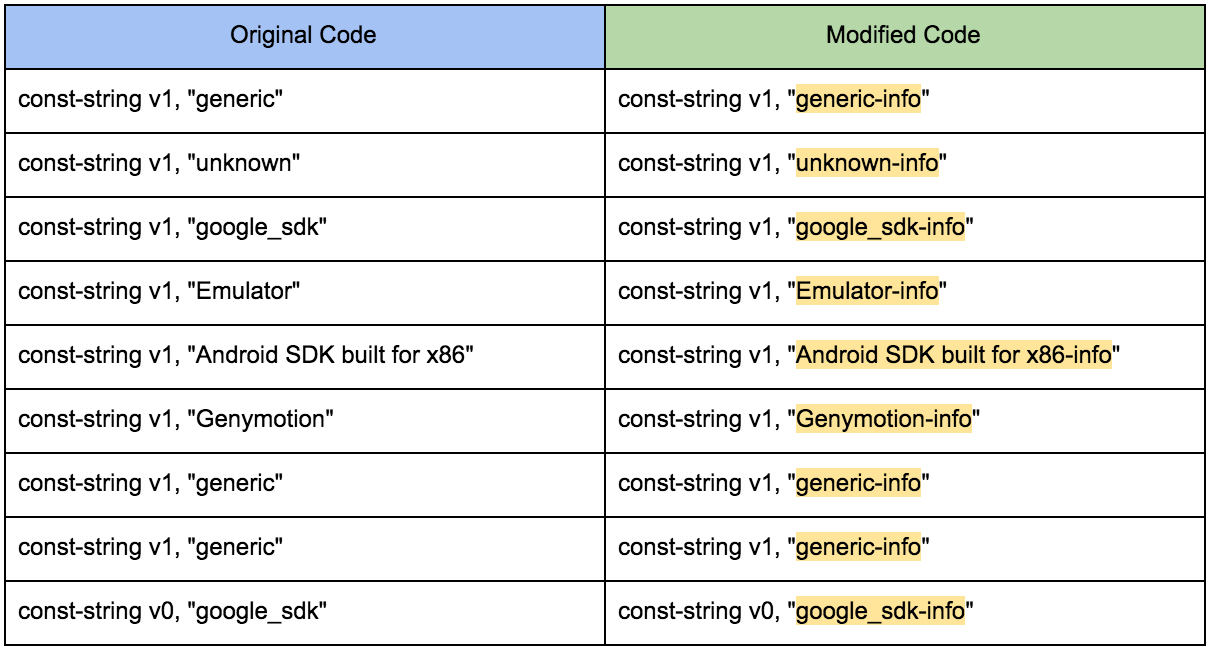 Original Code Modified Code
const-string v1, "generic" const-string v1, "generic-info"
const-string v1, "unknown" const-string v1, "unknown-info"
const-string v1, "google_sdk" const-string v1, "google_sdk-info"
const-string v1, "Emulator" const-string v1, "Emulator-info"
const-string v1, "Android SDK built for x86" const-string v1, "Android SDK built for x86-info"
const-string v1, "Genymotion" const-string v1, "Genymotion-info"
const-string v1, "generic" const-string v1, "generic-info"
const-string v1, "generic" const-string v1, "generic-info"
const-string v0, "google_sdk" const-string v0, "google_sdk-info"